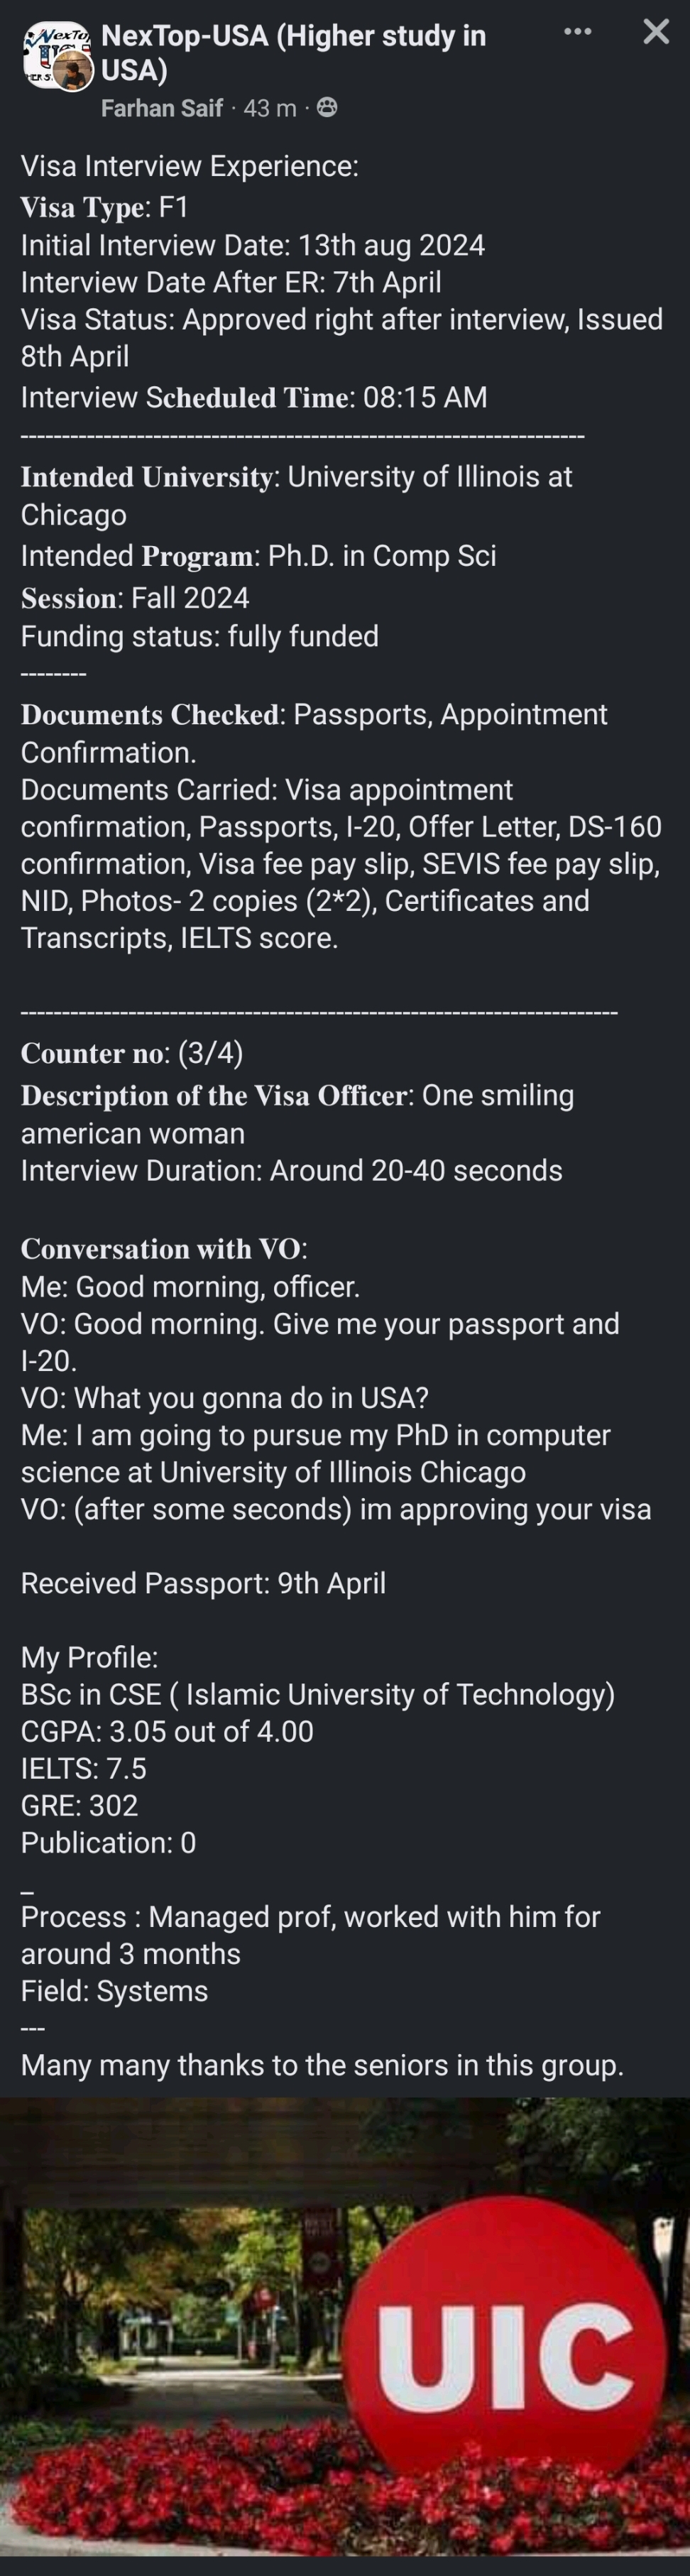 NexTop-USA (Higher study in
USA)
Farhan Saif · 43 m ·
Visa Interview Experience:
Visa Type: F1
Initial Interview Date: 13th aug 2024
Interview Date After ER: 7th April
Visa Status: Approved right after interview, Issued
8th April
Interview Scheduled Time: 08:15 AM
--------------------------------------------------------------------
Intended University: University of Illinois at
Chicago
Intended Program: Ph.D. in Comp Sci
Session: Fall 2024
Funding status: fully funded
--------
Documents Checked: Passports, Appointment
Confirmation.
Documents Carried: Visa appointment
confirmation, Passports, I-20, Offer Letter, DS-160
confirmation, Visa fee pay slip, SEVIS fee pay slip,
NID, Photos- 2 copies (2*2), Certificates and
Transcripts, IELTS score.
------------------------------------------------------------------------
Counter no: (3/4)
Description of the Visa Officer: One smiling
american woman
Interview Duration: Around 20-40 seconds
Conversation with VO:
Me: Good morning, officer.
VO: Good morning. Give me your passport and
I-20.
VO: What you gonna do in USA?
Me: I am going to pursue my PhD in computer
science at University of Illinois Chicago
VO: (after some seconds) im approving your visa
Received Passport: 9th April
My Profile:
BSc in CSE ( Islamic University of Technology)
CGPA: 3.05 out of 4.00
IELTS: 7.5
GRE: 302
Publication: 0
_
Process : Managed prof, worked with him for
around 3 months
Field: Systems
---
Many many thanks to the seniors in this group.
UIC